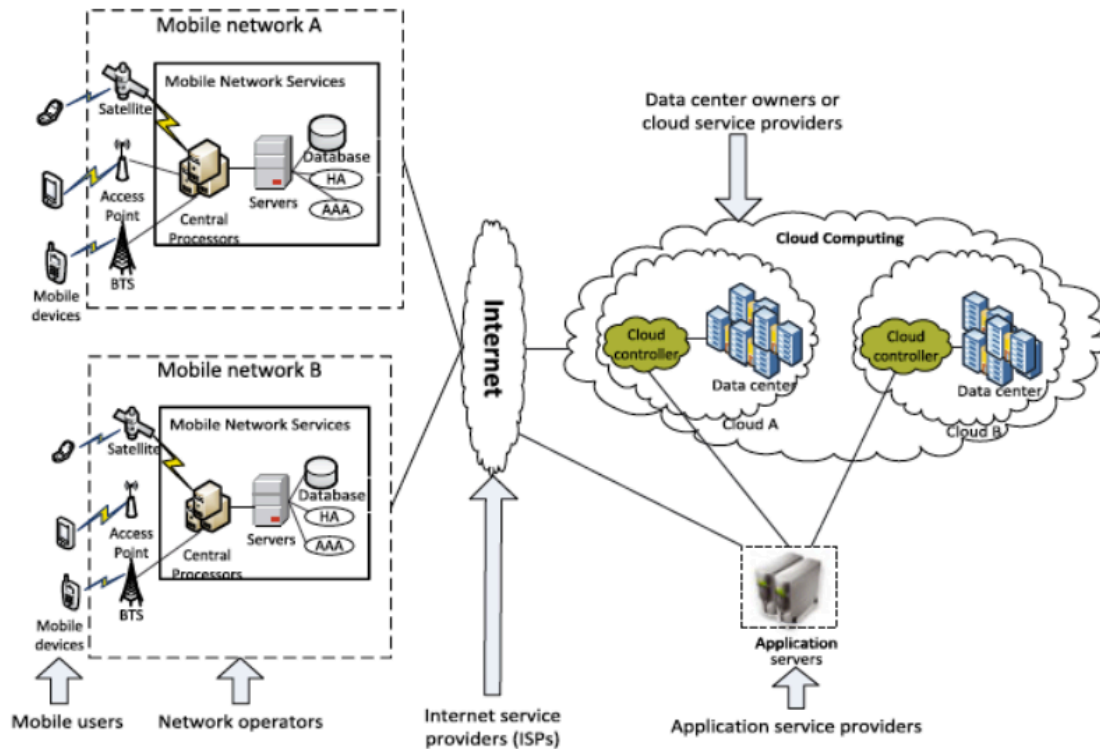 Mobile network A
Mobile Network Services
Satellite
Database
HA
AAA
Access
Point
Servers
Central
Processors
BTS
Mobile
devices
Mobile network B
Mobile Network Services
Satellite
Database
HA
AAA
Access
Point
Servers
Central
Processors
BTS
Mobile
devices
Mobile users
Network operators
Internet
Internet service
providers (ISPs)
Data center owners or
cloud service providers
Cloud Computing
Cloud
controller
Data center
Cloud A
Cloud
controller
Data center
Cloud B
Application
servers
Application service providers